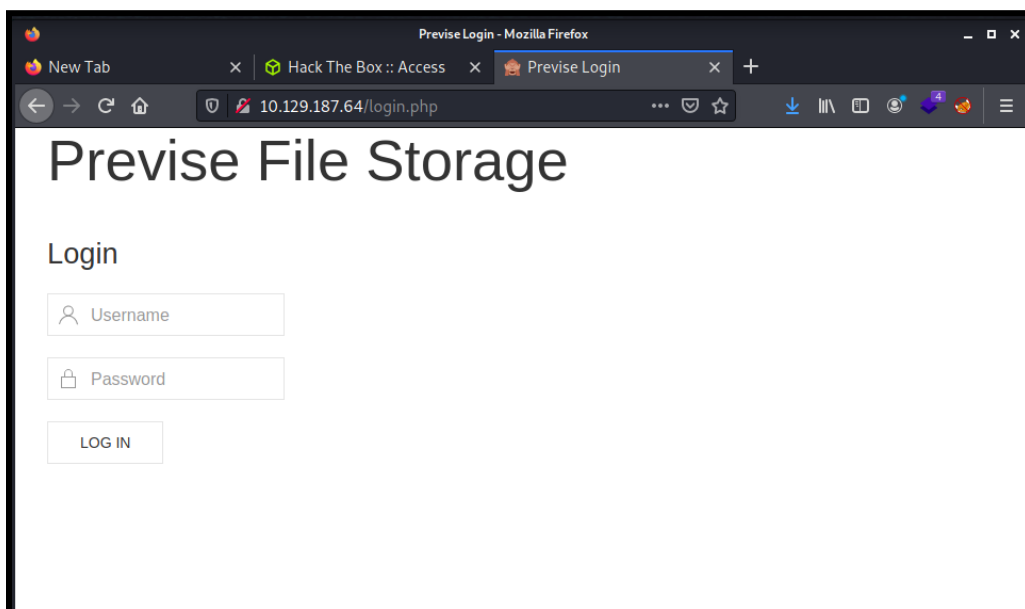 Previse Login - Mozilla Firefox
New Tab
Hack The Box :: Access
Previse Login
10.129.187.64/login.php
4
Previse File Storage
Login
Username
Password
LOG IN